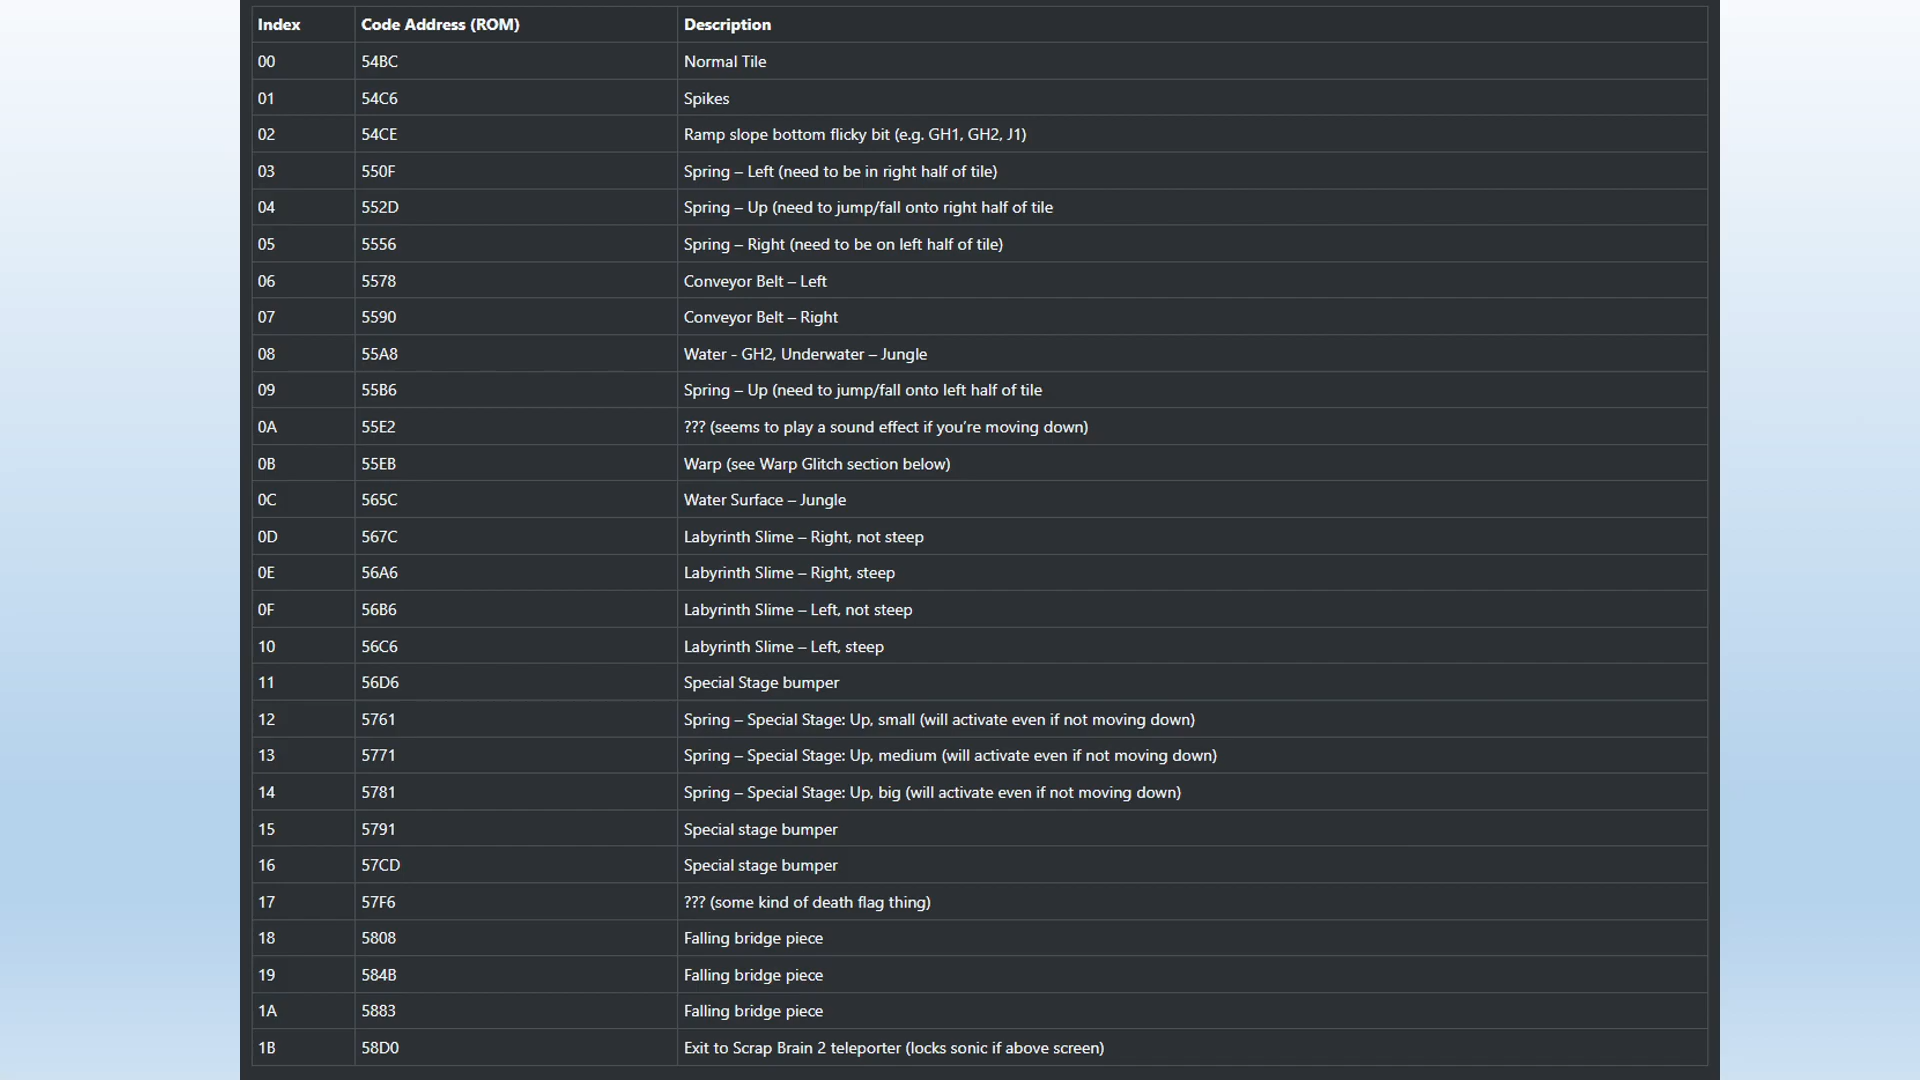 Index Code Address (ROM) Description
00 54BC Normal Tile
01 54C6 Spikes
02 54CE Ramp slope bottom flicky bit (e.g. GH1, GH2, J1)
03 550F Spring – Left (need to be in right half of tile)
04 552D Spring – Up (need to jump/fall onto right half of tile
05 5556 Spring – Right (need to be on left half of tile)
06 5578 Conveyor Belt – Left
07 5590 Conveyor Belt – Right
08 55A8 Water - GH2, Underwater – Jungle
09 55B6 Spring – Up (need to jump/fall onto left half of tile
0A 55E2 ??? (seems to play a sound effect if you’re moving down)
0B 55EB Warp (see Warp Glitch section below)
0C 565C Water Surface – Jungle
0D 567C Labyrinth Slime – Right, not steep
0E 56A6 Labyrinth Slime – Right, steep
0F 56B6 Labyrinth Slime – Left, not steep
10 56C6 Labyrinth Slime – Left, steep
11 56D6 Special Stage bumper
12 5761 Spring – Special Stage: Up, small (will activate even if not moving down)
13 5771 Spring – Special Stage: Up, medium (will activate even if not moving down)
14 5781 Spring – Special Stage: Up, big (will activate even if not moving down)
15 5791 Special stage bumper
16 57CD Special stage bumper
17 57F6 ??? (some kind of death flag thing)
18 5808 Falling bridge piece
19 584B Falling bridge piece
1A 5883 Falling bridge piece
1B 58D0 Exit to Scrap Brain 2 teleporter (locks sonic if above screen)